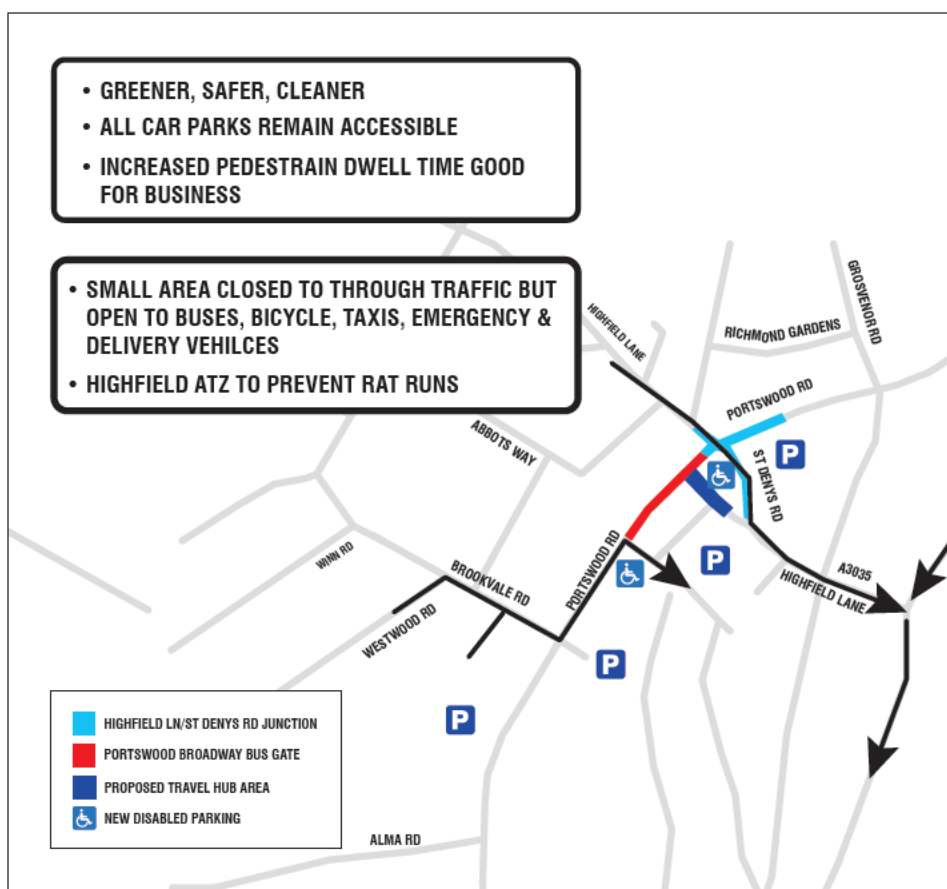 • GREENER, SAFER, CLEANER
• ALL CAR PARKS REMAIN ACCESSIBLE
• INCREASED PEDESTRAIN DWELL TIME GOOD
FOR BUSINESS
• SMALL AREA CLOSED TO THROUGH TRAFFIC BUT
OPEN TO BUSES, BICYCLE, TAXIS, EMERGENCY &
DELIVERY VEHILCES
• HIGHFIELD ATZ TO PREVENT RAT RUNS
HIGHFIELD LANE
RICHMOND GARDENS
GROSVENOR RD
PORTSWOOD RD
ABBOTS WAY
ST DENYS RD
P
WINN RD
BROOKVALE RD
PORTSWOOD RD
P
A3035
HIGHFIELD LANE
WESTWOOD RD
P
P
HIGHFIELD LN/ST DENYS RD JUNCTION
PORTSWOOD BROADWAY BUS GATE
PROPOSED TRAVEL HUB AREA
NEW DISABLED PARKING
ALMA RD